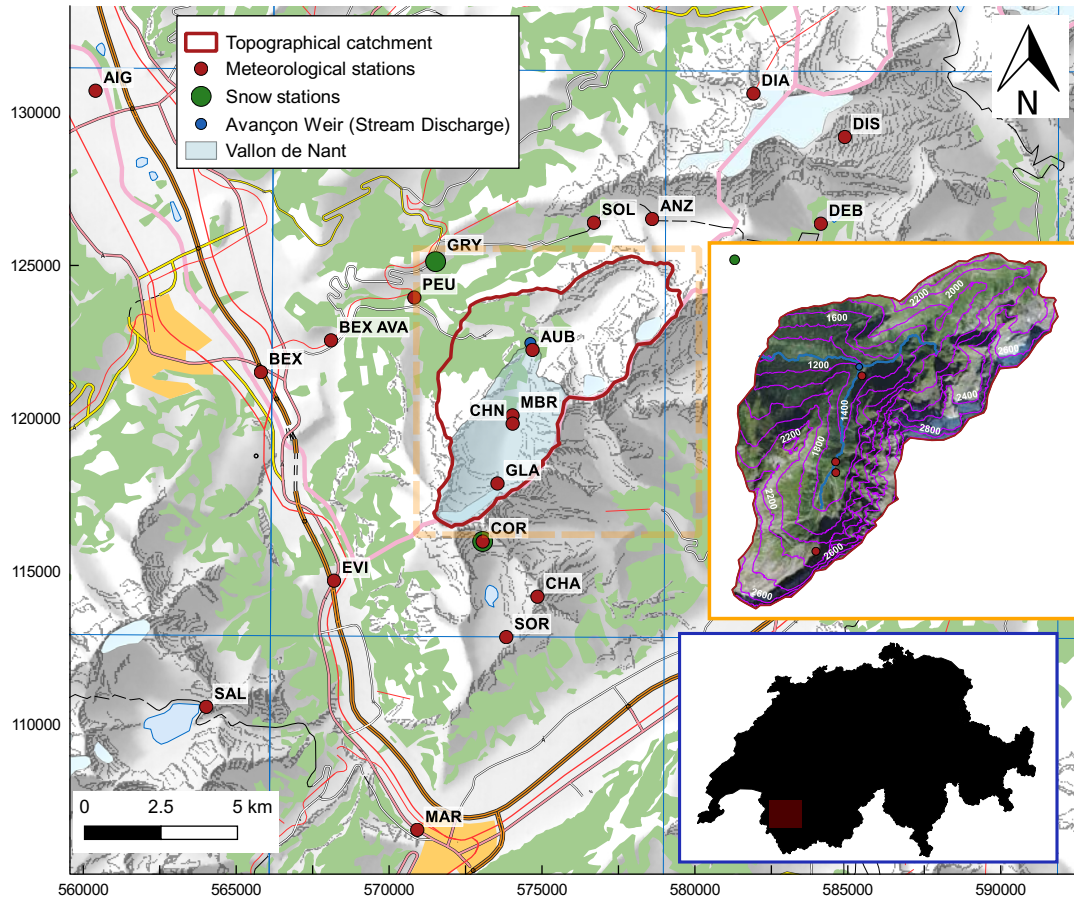 Topographical catchment
Meteorological stations
Snow stations
Avançon Weir (Stream Discharge)
Vallon de Nant
N
AIG
DIA
DIS
130000
SOL
ANZ
DEB
GRY
125000
PEU
BEX AVA
AUB
BEX
120000
CHN
MBR
GLA
COR
115000
EVI
CHA
SOR
SAL
110000
MAR
0 2.5 5 km
560000
565000
570000
575000
580000
585000
590000
2200
2000
1600
2600
1200
2400
1400
2800
2200
1800
2200
2600
2600